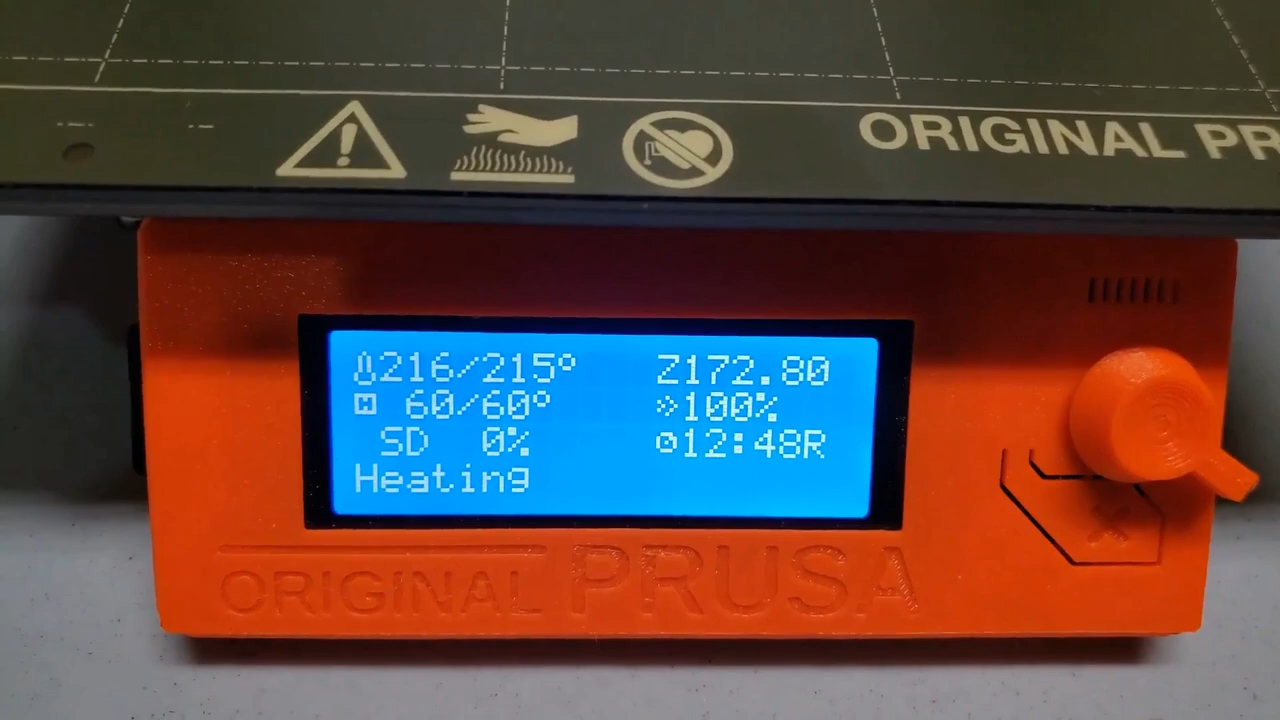 ORIGINAL PR
216/215° Z172.80
60/60° 100%
SD 0% 12:48R
Heating
ORIGINAL PRUSA